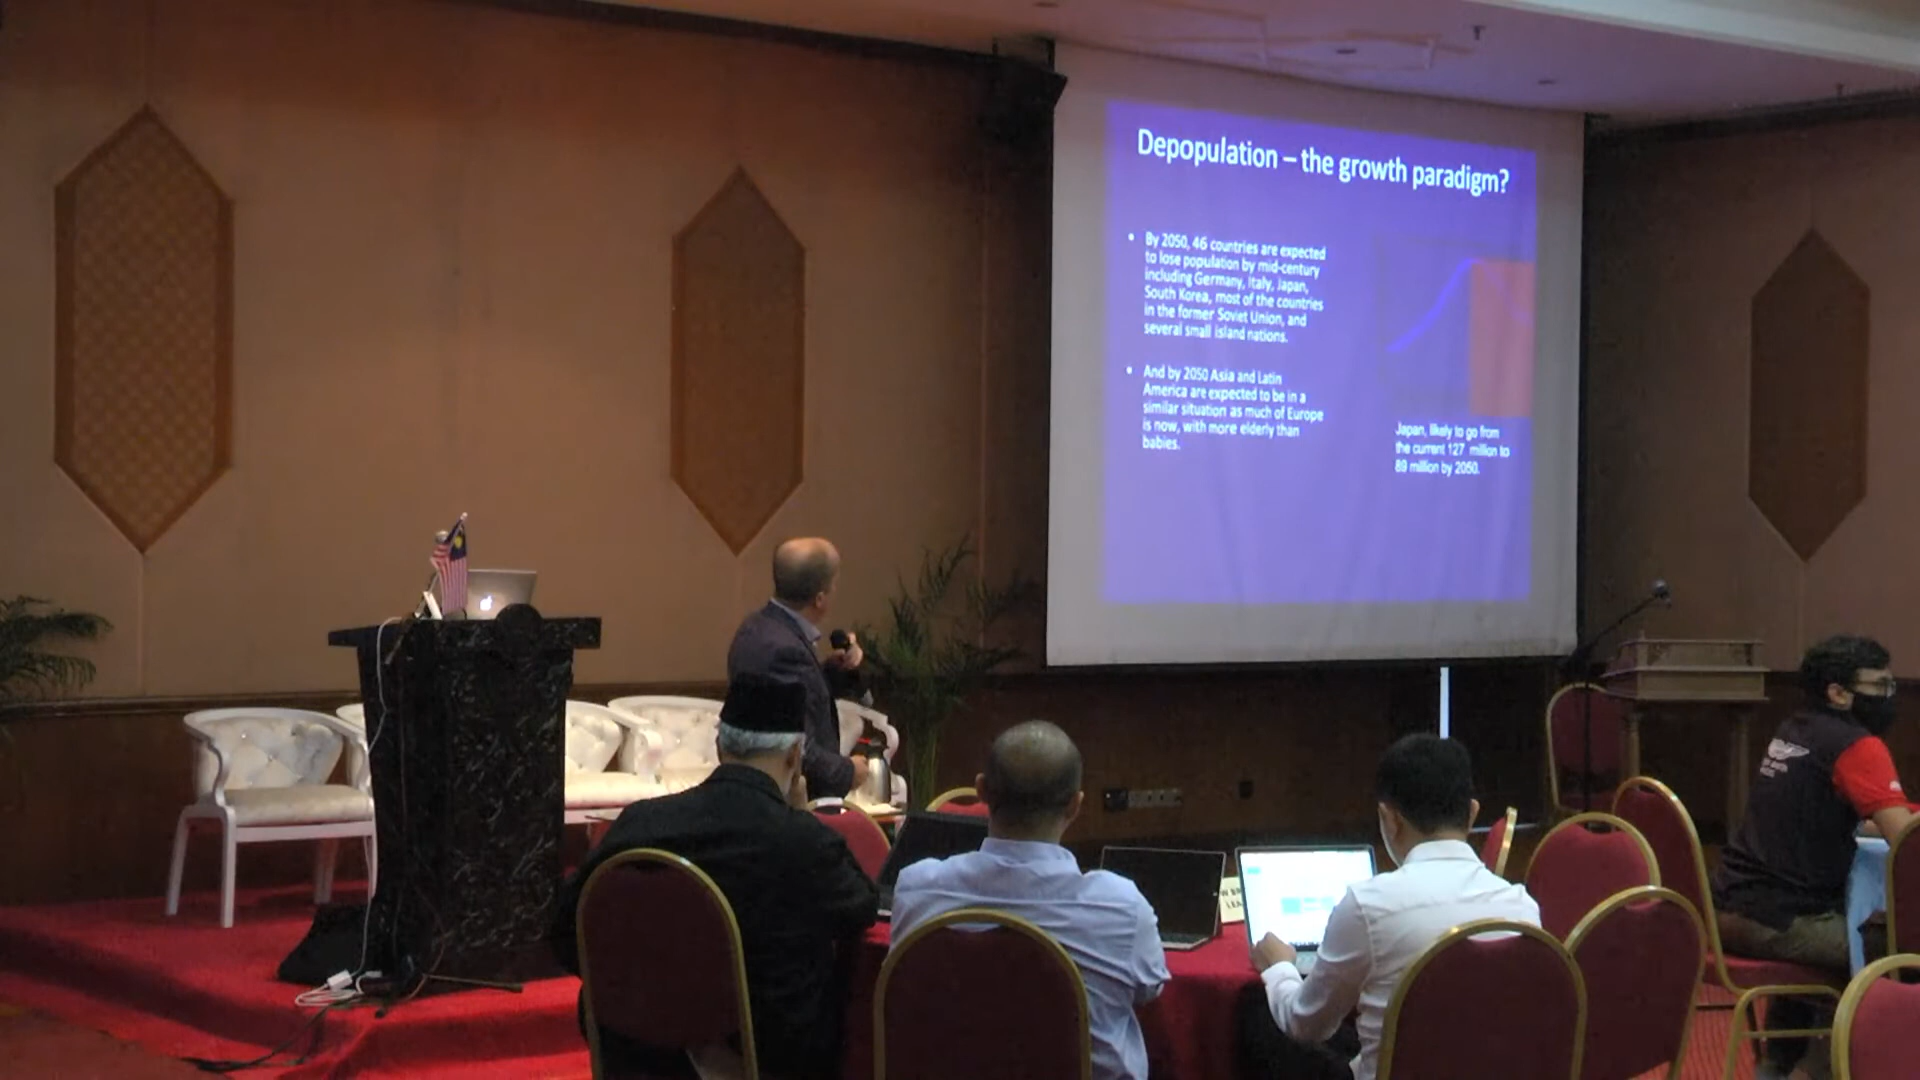 Depopulation – the growth paradigm?
• By 2050, 46 countries are expected
to lose population by mid-century
including Germany, Italy, Japan,
South Korea, most of the countries
in the former Soviet Union, and
several small island nations.
• And by 2050 Asia and Latin
America are expected to be in a
similar situation as much of Europe
is now, with more elderly than
babies.
Japan, likely to go from
the current 127 million to
89 million by 2050.